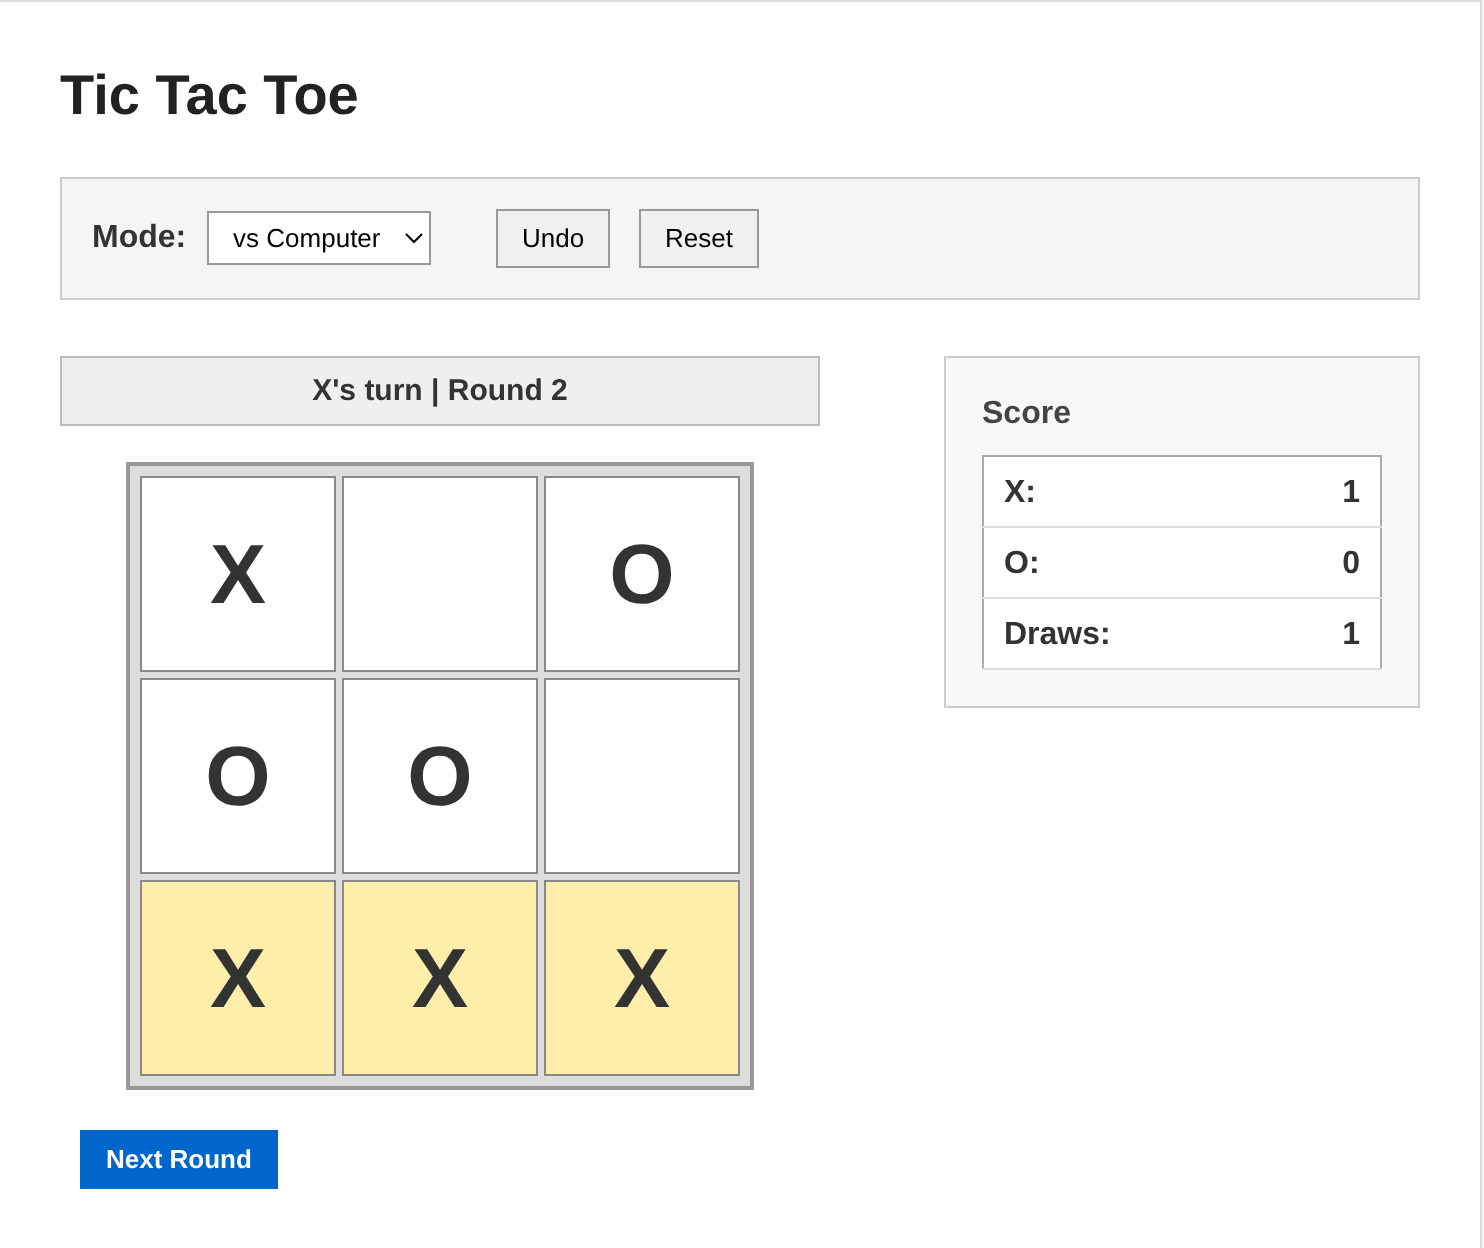 Tic Tac Toe
Mode: vs Computer Undo Reset
X's turn | Round 2
X O
O O
X X X
Next Round
Score
X: 1
O: 0
Draws: 1